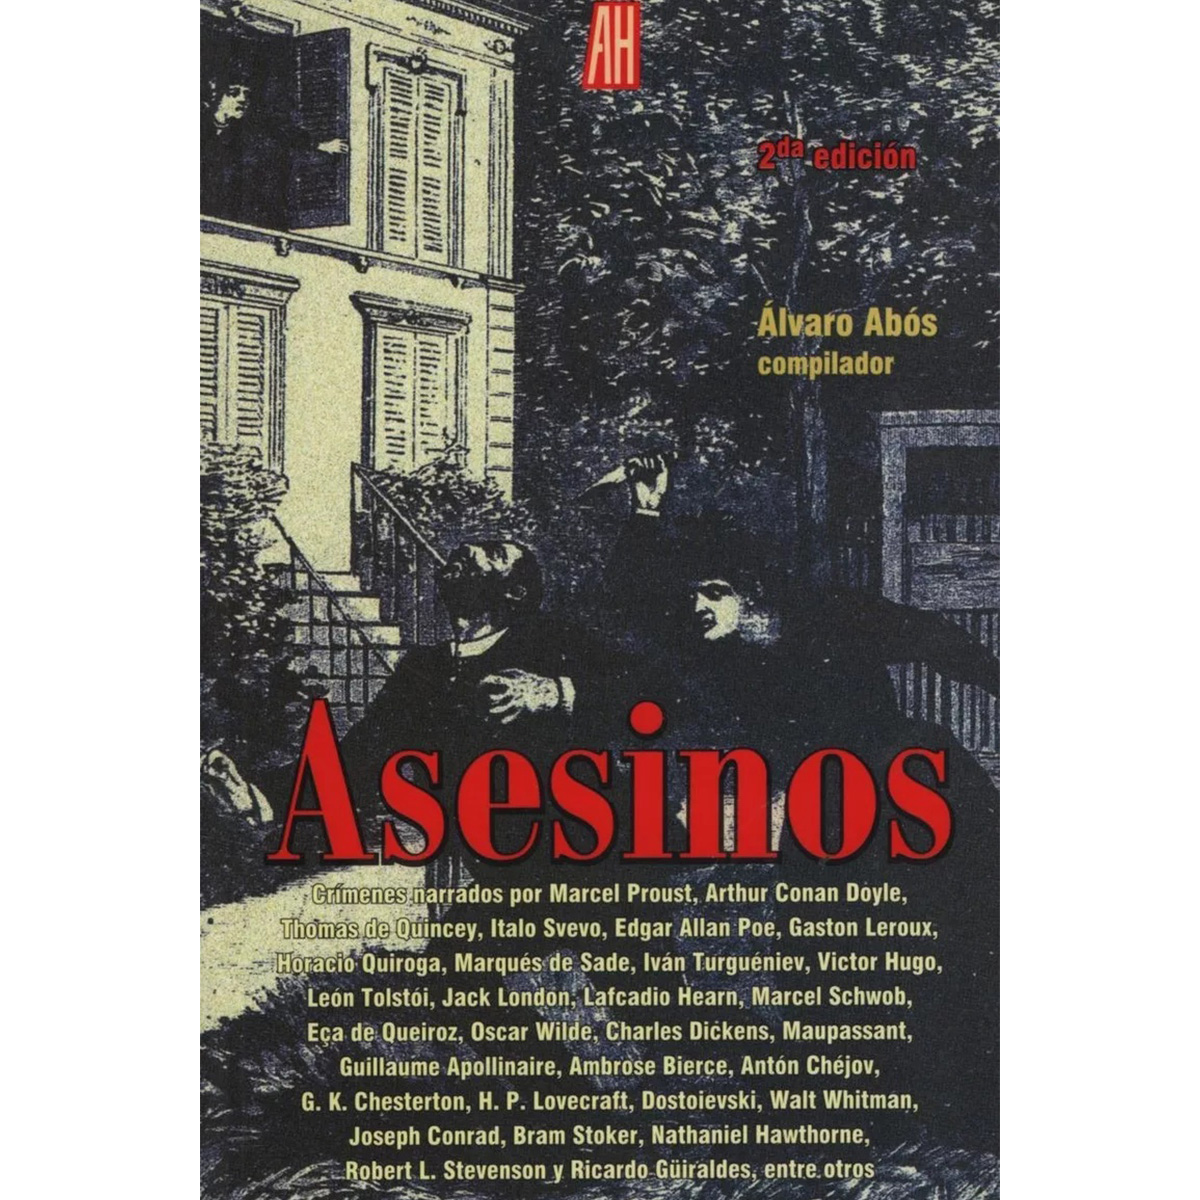 AH
2da edición
Álvaro Abós
compilador
Asesinos
Crímenes narrados por Marcel Proust, Arthur Conan Doyle,
Thomas de Quincey, Italo Svevo, Edgar Allan Poe, Gaston Leroux,
Horacio Quiroga, Marqués de Sade, Iván Turguéniev, Victor Hugo,
León Tolstói, Jack London, Lafcadio Hearn, Marcel Schwob,
Eça de Queiroz, Oscar Wilde, Charles Dickens, Maupassant,
Guillaume Apollinaire, Ambrose Bierce, Antón Chéjov,
G. K. Chesterton, H. P. Lovecraft, Dostoievski, Walt Whitman,
Joseph Conrad, Bram Stoker, Nathaniel Hawthorne,
Robert L. Stevenson y Ricardo Güiraldes, entre otros